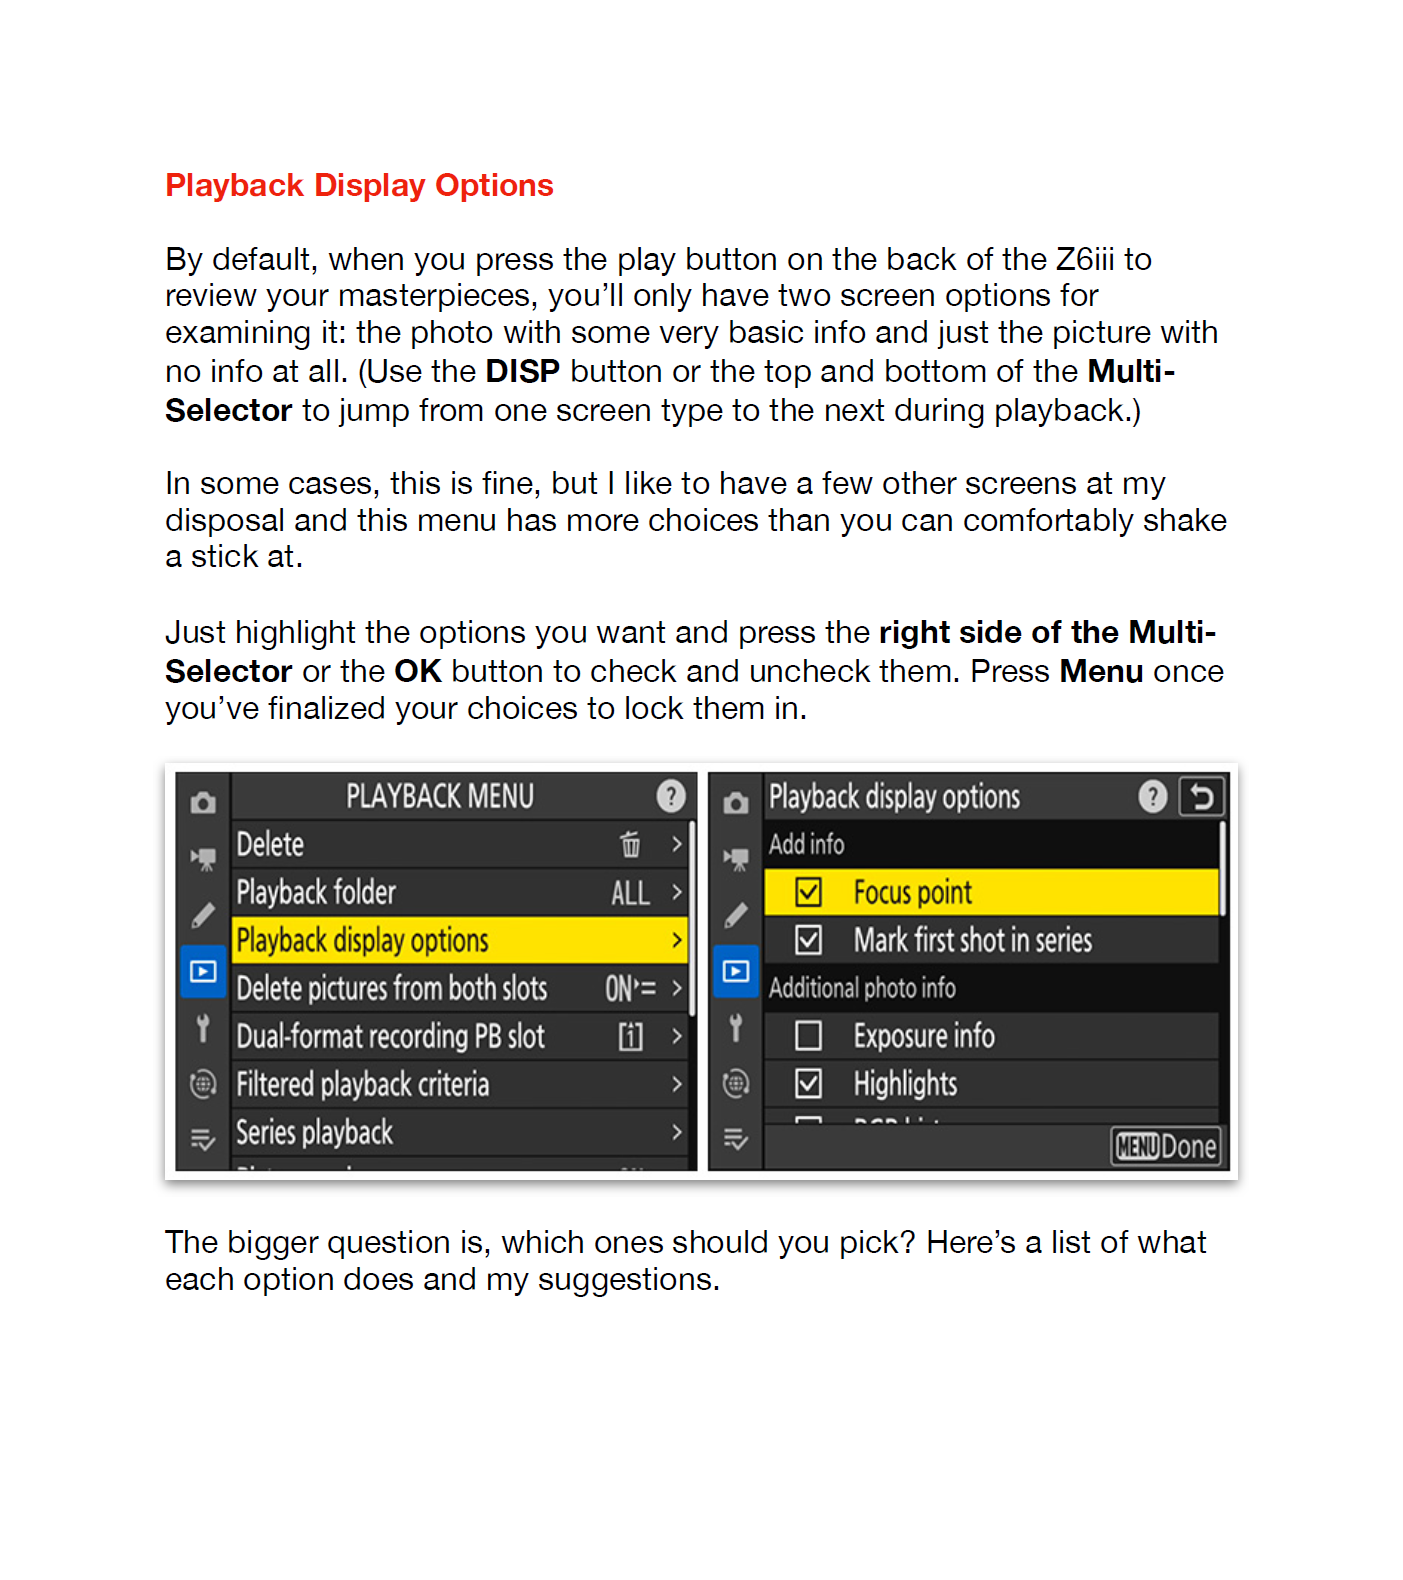 Playback Display Options
By default, when you press the play button on the back of the Z6iii to
review your masterpieces, you’ll only have two screen options for
examining it: the photo with some very basic info and just the picture with
no info at all. (Use the DISP button or the top and bottom of the Multi-
Selector to jump from one screen type to the next during playback.)
In some cases, this is fine, but I like to have a few other screens at my
disposal and this menu has more choices than you can comfortably shake
a stick at.
Just highlight the options you want and press the right side of the Multi-
Selector or the OK button to check and uncheck them. Press Menu once
you’ve finalized your choices to lock them in.
PLAYBACK MENU ?
Delete
Playback folder ALL
Playback display options
Delete pictures from both slots ON
Dual-format recording PB slot 1
Filtered playback criteria
Series playback
Playback display options ?
Add info
Focus point
Mark first shot in series
Additional photo info
Exposure info
Highlights
MENU Done
The bigger question is, which ones should you pick? Here’s a list of what
each option does and my suggestions.